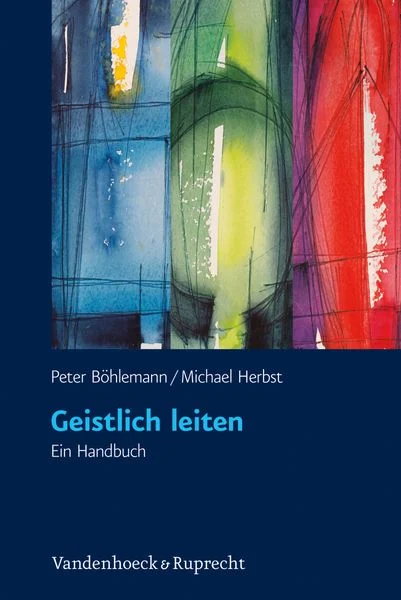 Peter Böhlemann/Michael Herbst
Geistlich leiten
Ein Handbuch
Vandenhoeck & Ruprecht